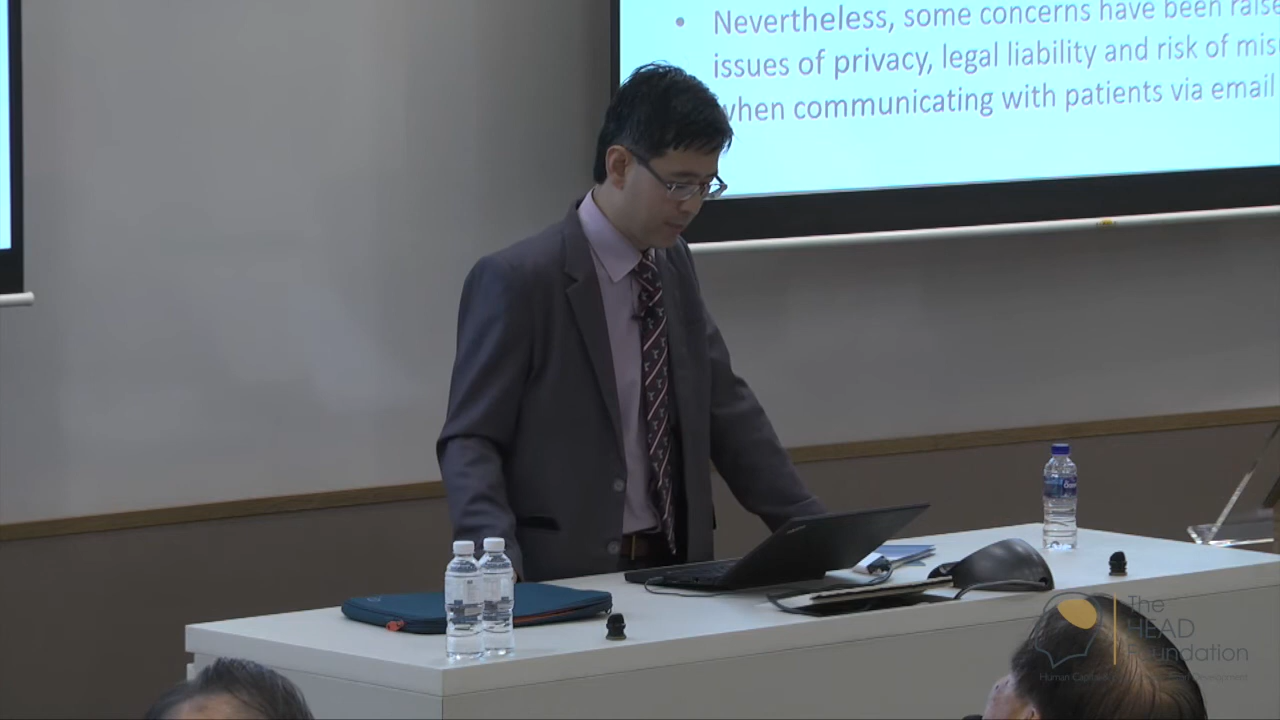 • Nevertheless, some concerns have been raise
issues of privacy, legal liability and risk of mis
when communicating with patients via email
The
HEAD
Foundation